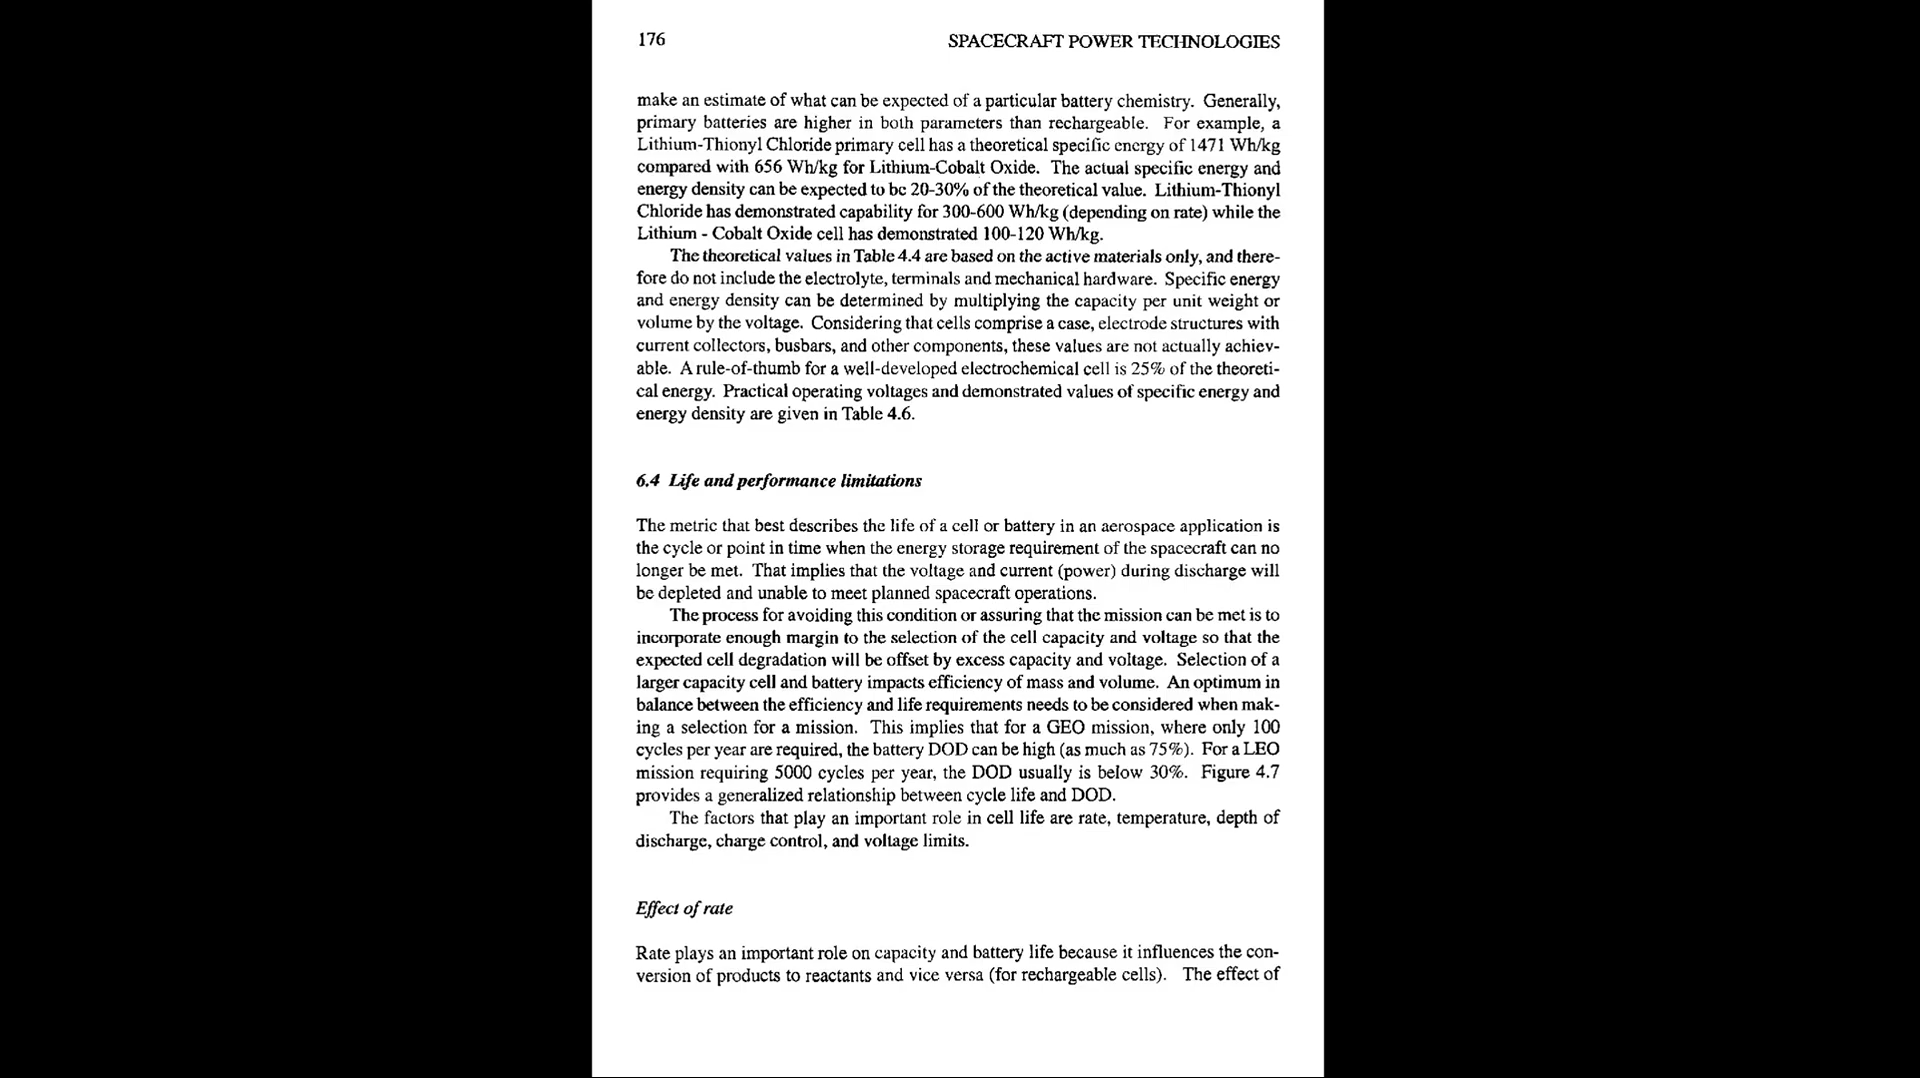 176 SPACECRAFT POWER TECHNOLOGIES
make an estimate of what can be expected of a particular battery chemistry. Generally,
primary batteries are higher in both parameters than rechargeable. For example, a
Lithium-Thionyl Chloride primary cell has a theoretical specific energy of 1471 Wh/kg
compared with 656 Wh/kg for Lithium-Cobalt Oxide. The actual specific energy and
energy density can be expected to be 20-30% of the theoretical value. Lithium-Thionyl
Chloride has demonstrated capability for 300-600 Wh/kg (depending on rate) while the
Lithium - Cobalt Oxide cell has demonstrated 100-120 Wh/kg.
The theoretical values in Table 4.4 are based on the active materials only, and there-
fore do not include the electrolyte, terminals and mechanical hardware. Specific energy
and energy density can be determined by multiplying the capacity per unit weight or
volume by the voltage. Considering that cells comprise a case, electrode structures with
current collectors, busbars, and other components, these values are not actually achiev-
able. A rule-of-thumb for a well-developed electrochemical cell is 25% of the theoreti-
cal energy. Practical operating voltages and demonstrated values of specific energy and
energy density are given in Table 4.6.
6.4 Life and performance limitations
The metric that best describes the life of a cell or battery in an aerospace application is
the cycle or point in time when the energy storage requirement of the spacecraft can no
longer be met. That implies that the voltage and current (power) during discharge will
be depleted and unable to meet planned spacecraft operations.
The process for avoiding this condition or assuring that the mission can be met is to
incorporate enough margin to the selection of the cell capacity and voltage so that the
expected cell degradation will be offset by excess capacity and voltage. Selection of a
larger capacity cell and battery impacts efficiency of mass and volume. An optimum in
balance between the efficiency and life requirements needs to be considered when mak-
ing a selection for a mission. This implies that for a GEO mission, where only 100
cycles per year are required, the battery DOD can be high (as much as 75%). For a LEO
mission requiring 5000 cycles per year, the DOD usually is below 30%. Figure 4.7
provides a generalized relationship between cycle life and DOD.
The factors that play an important role in cell life are rate, temperature, depth of
discharge, charge control, and voltage limits.
Effect of rate
Rate plays an important role on capacity and battery life because it influences the con-
version of products to reactants and vice versa (for rechargeable cells). The effect of